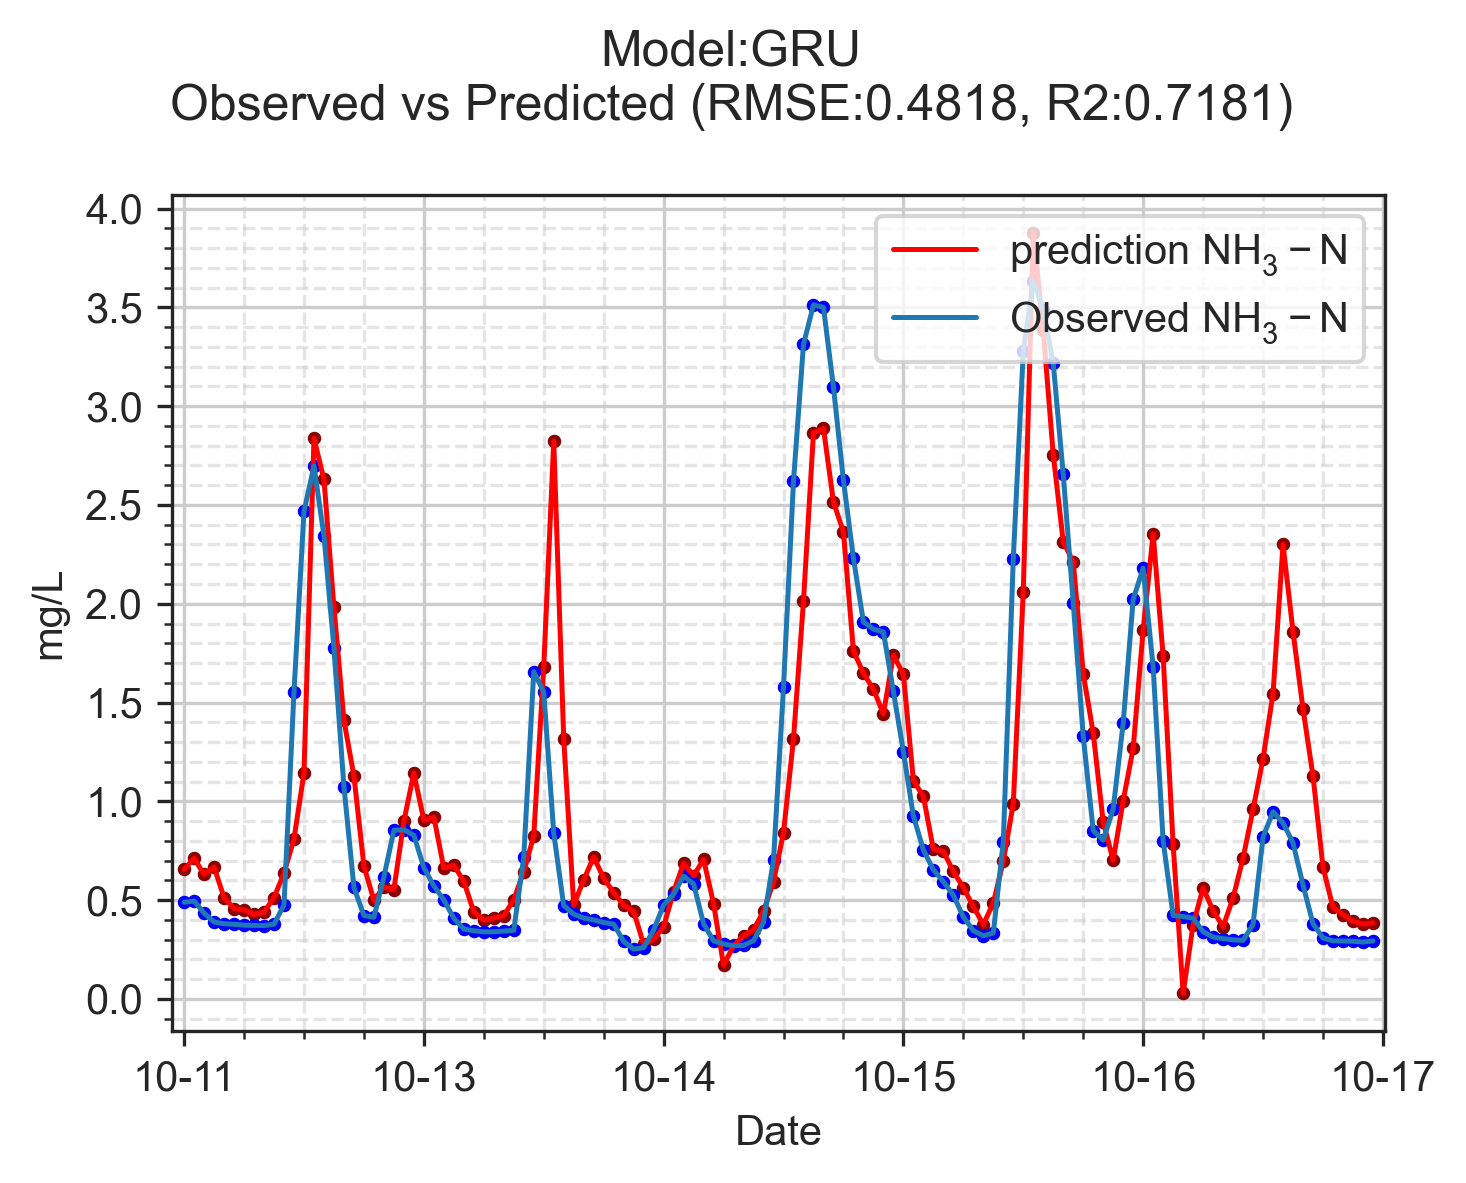 Model:GRU
Observed vs Predicted (RMSE:0.4818, R2:0.7181)
4.0
3.5
3.0
2.5
2.0
1.5
1.0
0.5
0.0
mg/L
prediction NH₃ − N
Observed NH₃ − N
10-11 10-13 10-14 10-15 10-16 10-17
Date